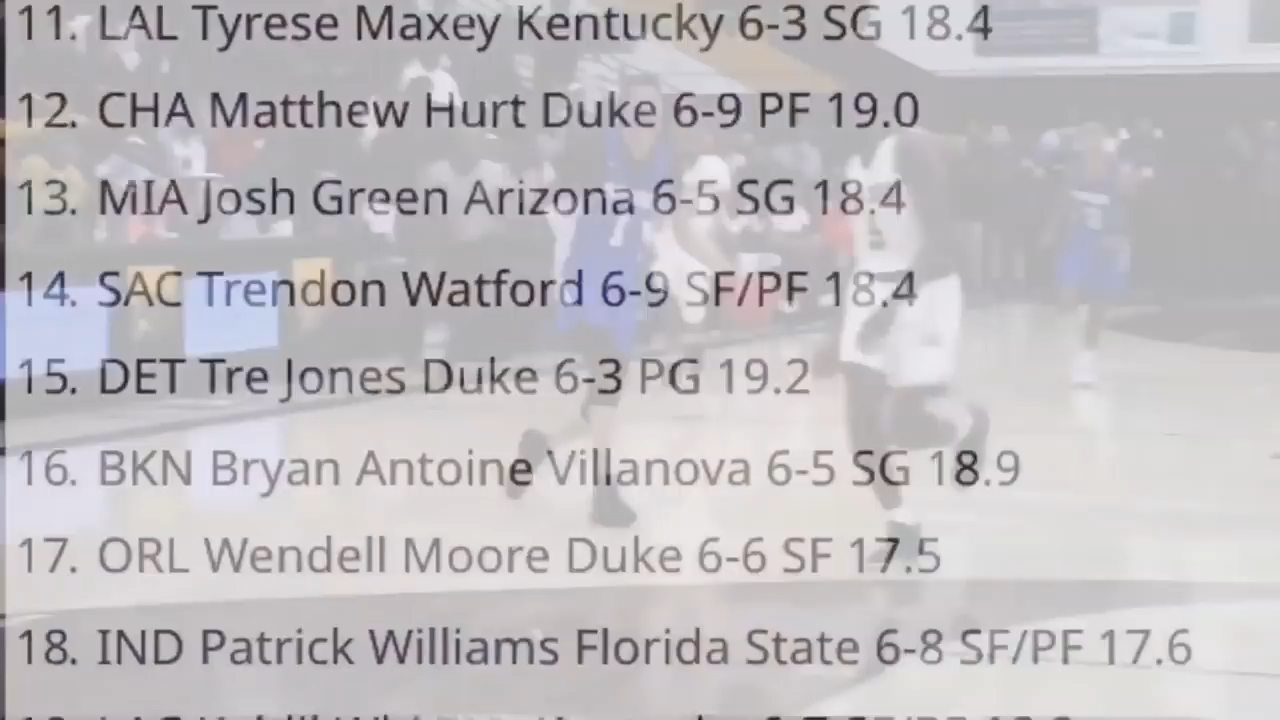 11. LAL Tyrese Maxey Kentucky 6-3 SG 18.4
12. CHA Matthew Hurt Duke 6-9 PF 19.0
13. MIA Josh Green Arizona 6-5 SG 18.4
14. SAC Trendon Watford 6-9 SF/PF 18.4
15. DET Tre Jones Duke 6-3 PG 19.2
16. BKN Bryan Antoine Villanova 6-5 SG 18.9
17. ORL Wendell Moore Duke 6-6 SF 17.5
18. IND Patrick Williams Florida State 6-8 SF/PF 17.6